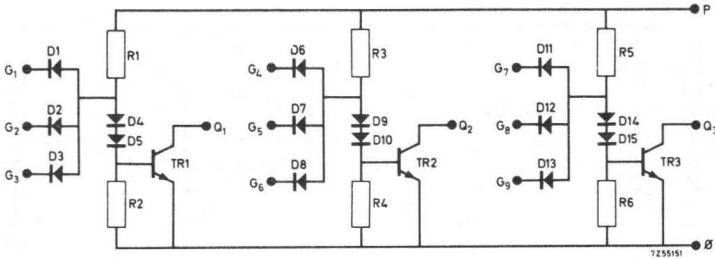 P
D1
R1
G1
D2
D4
G2
D5
Q1
D3
TR1
G3
R2
D6
R3
G4
D7
D9
G5
D10
Q2
D8
TR2
G6
R4
D11
R5
G7
D12
D14
G8
D15
D13
TR3
G9
R6
Ø
7Z55151